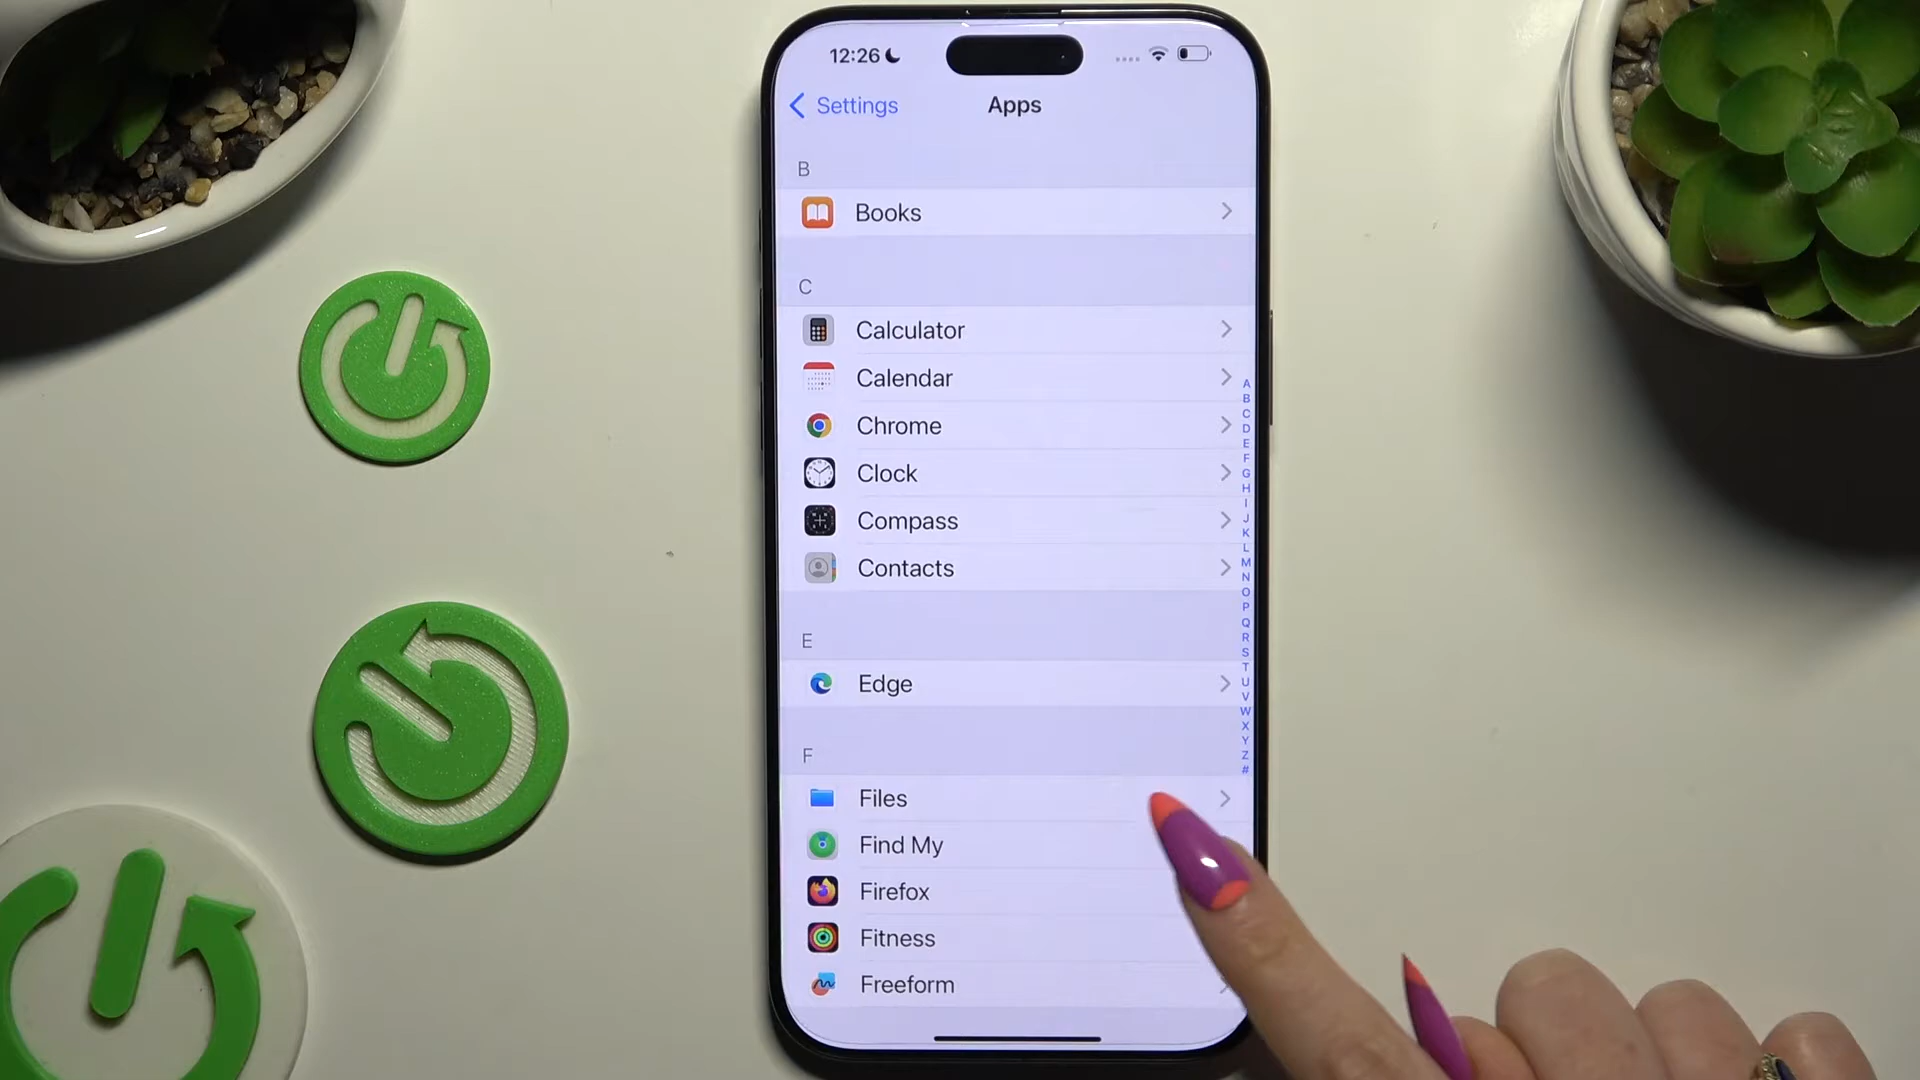 12:26
Settings
Apps
B
Books
C
Calculator
Calendar
Chrome
Clock
Compass
Contacts
E
Edge
F
Files
Find My
Firefox
Fitness
Freeform
A
B
C
D
E
F
G
H
I
J
K
L
M
N
O
P
Q
R
S
T
U
V
W
X
Y
Z
#